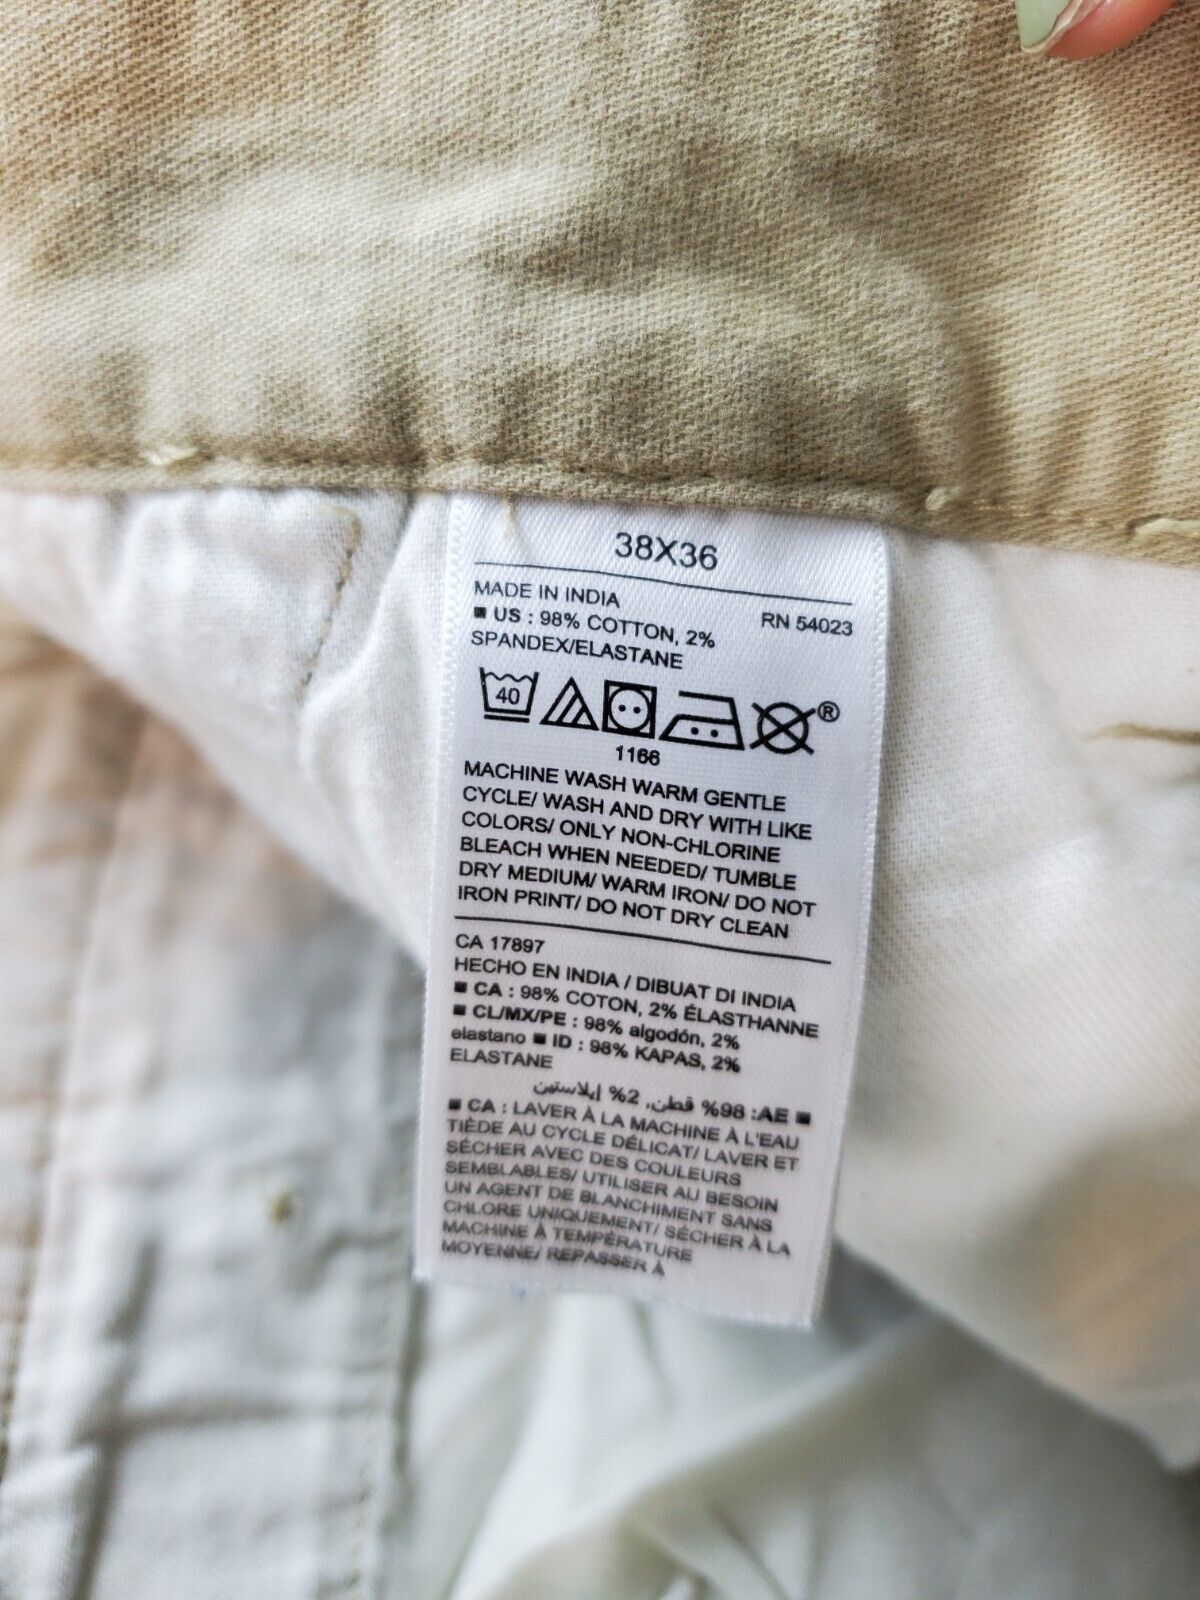 38X36
MADE IN INDIA
RN 54023
■ US : 98% COTTON, 2%
SPANDEX/ELASTANE
40
®
1166
MACHINE WASH WARM GENTLE
CYCLE/ WASH AND DRY WITH LIKE
COLORS/ ONLY NON-CHLORINE
BLEACH WHEN NEEDED/ TUMBLE
DRY MEDIUM/ WARM IRON/ DO NOT
IRON PRINT/ DO NOT DRY CLEAN
CA 17897
HECHO EN INDIA / DIBUAT DI INDIA
■ CA : 98% COTON, 2% ÉLASTHANNE
■ CL/MX/PE : 98% algodón, 2%
elastano ■ ID : 98% KAPAS, 2%
ELASTANE
■ AE: 98% قطن, 2% إيلاستين
■ CA : LAVER À LA MACHINE À L'EAU
TIÈDE AU CYCLE DÉLICAT/ LAVER ET
SÉCHER AVEC DES COULEURS
SEMBLABLES/ UTILISER AU BESOIN
UN AGENT DE BLANCHIMENT SANS
CHLORE UNIQUEMENT/ SÉCHER À LA
MACHINE À TEMPÉRATURE
MOYENNE/ REPASSER À